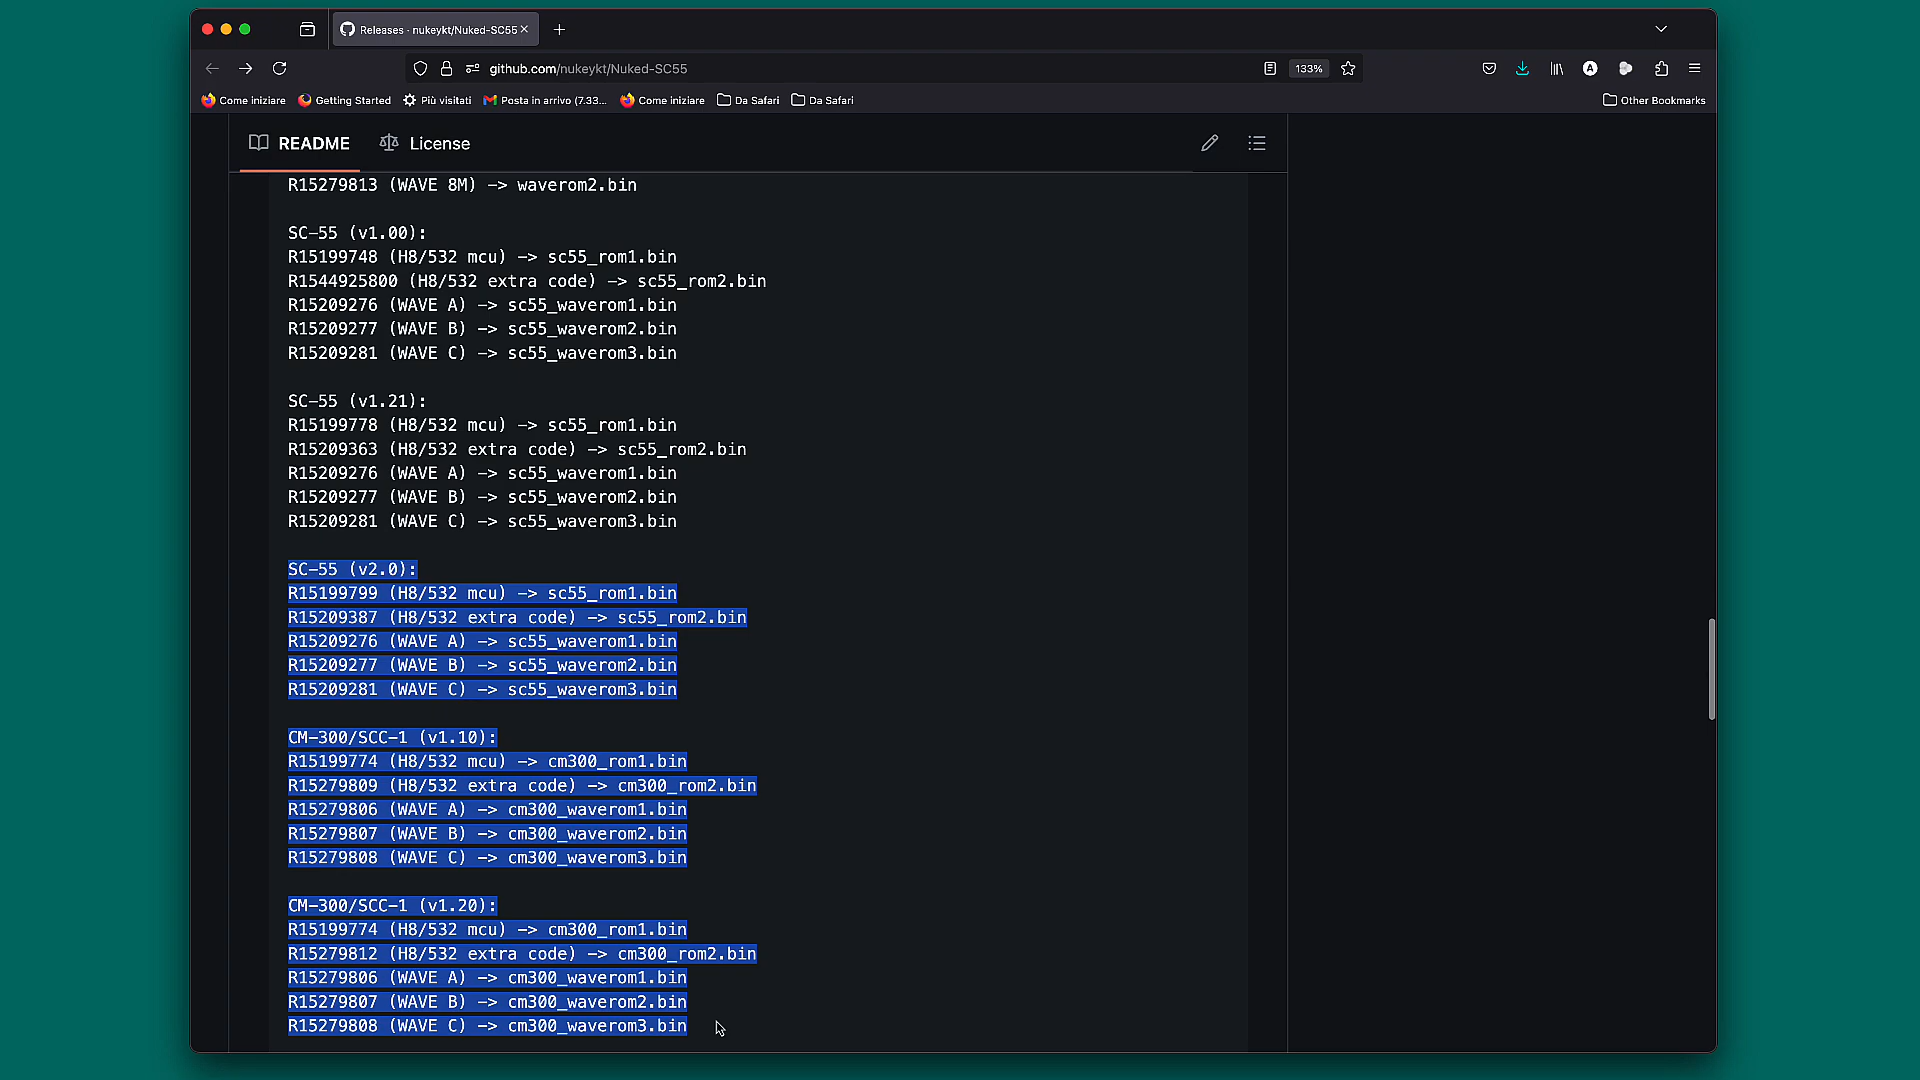 Releases · nukeykt/Nuked-SC55
github.com/nukeykt/Nuked-SC55
133%
A
Come iniziare
Getting Started
Più visitati
Posta in arrivo (7.33...
Come iniziare
Da Safari
Da Safari
Other Bookmarks
README
License
R15279813 (WAVE 8M) -> waverom2.bin
SC-55 (v1.00):
R15199748 (H8/532 mcu) -> sc55_rom1.bin
R1544925800 (H8/532 extra code) -> sc55_rom2.bin
R15209276 (WAVE A) -> sc55_waverom1.bin
R15209277 (WAVE B) -> sc55_waverom2.bin
R15209281 (WAVE C) -> sc55_waverom3.bin
SC-55 (v1.21):
R15199778 (H8/532 mcu) -> sc55_rom1.bin
R15209363 (H8/532 extra code) -> sc55_rom2.bin
R15209276 (WAVE A) -> sc55_waverom1.bin
R15209277 (WAVE B) -> sc55_waverom2.bin
R15209281 (WAVE C) -> sc55_waverom3.bin
SC-55 (v2.0):
R15199799 (H8/532 mcu) -> sc55_rom1.bin
R15209387 (H8/532 extra code) -> sc55_rom2.bin
R15209276 (WAVE A) -> sc55_waverom1.bin
R15209277 (WAVE B) -> sc55_waverom2.bin
R15209281 (WAVE C) -> sc55_waverom3.bin
CM-300/SCC-1 (v1.10):
R15199774 (H8/532 mcu) -> cm300_rom1.bin
R15279809 (H8/532 extra code) -> cm300_rom2.bin
R15279806 (WAVE A) -> cm300_waverom1.bin
R15279807 (WAVE B) -> cm300_waverom2.bin
R15279808 (WAVE C) -> cm300_waverom3.bin
CM-300/SCC-1 (v1.20):
R15199774 (H8/532 mcu) -> cm300_rom1.bin
R15279812 (H8/532 extra code) -> cm300_rom2.bin
R15279806 (WAVE A) -> cm300_waverom1.bin
R15279807 (WAVE B) -> cm300_waverom2.bin
R15279808 (WAVE C) -> cm300_waverom3.bin